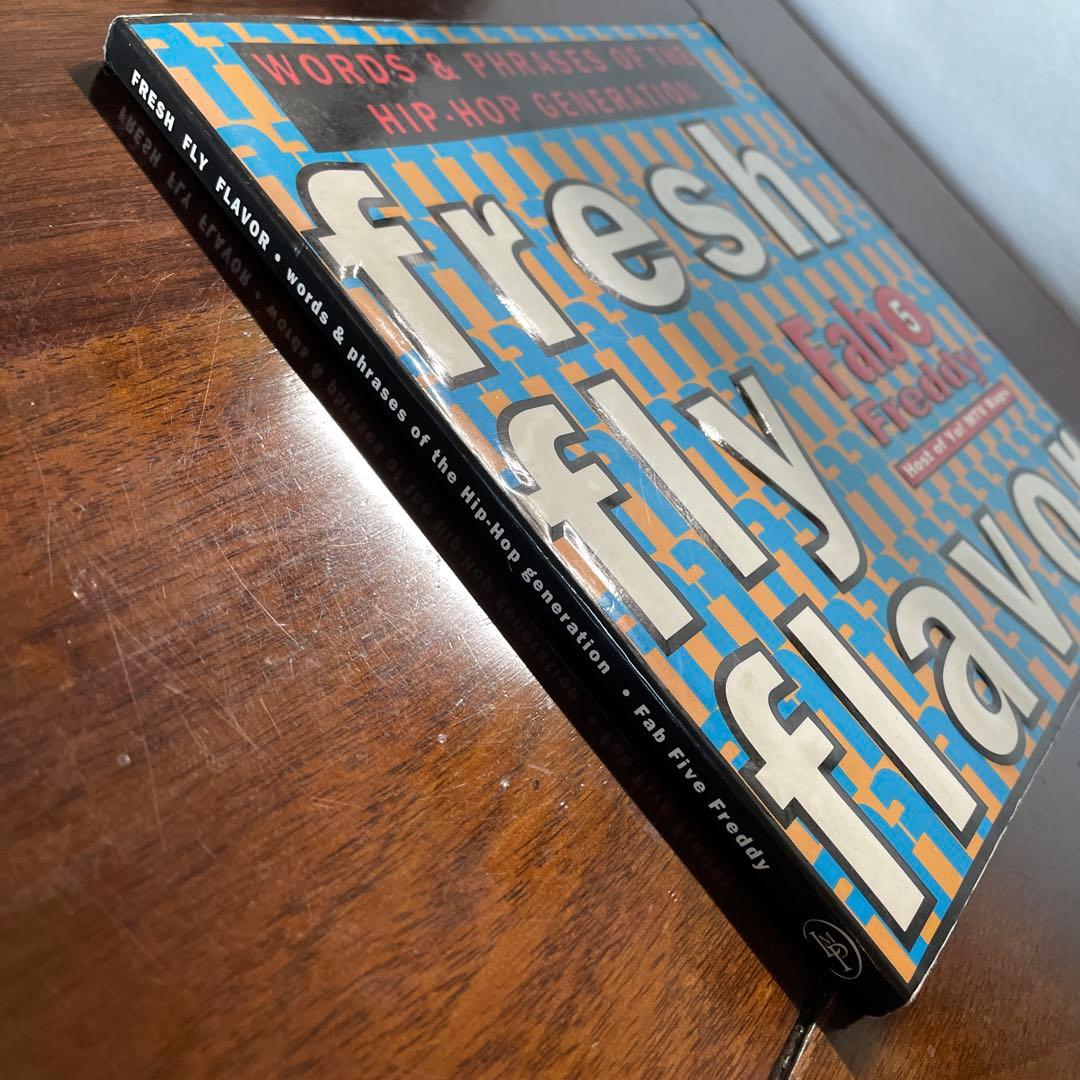 WORDS & PHRASES OF THE
HIP-HOP GENERATION
fresh
fly
flavor
Fab 5
Freddy
Host of Yo! MTV Raps
FRESH FLY FLAVOR • words & phrases of the Hip-Hop generation • Fab Five Freddy